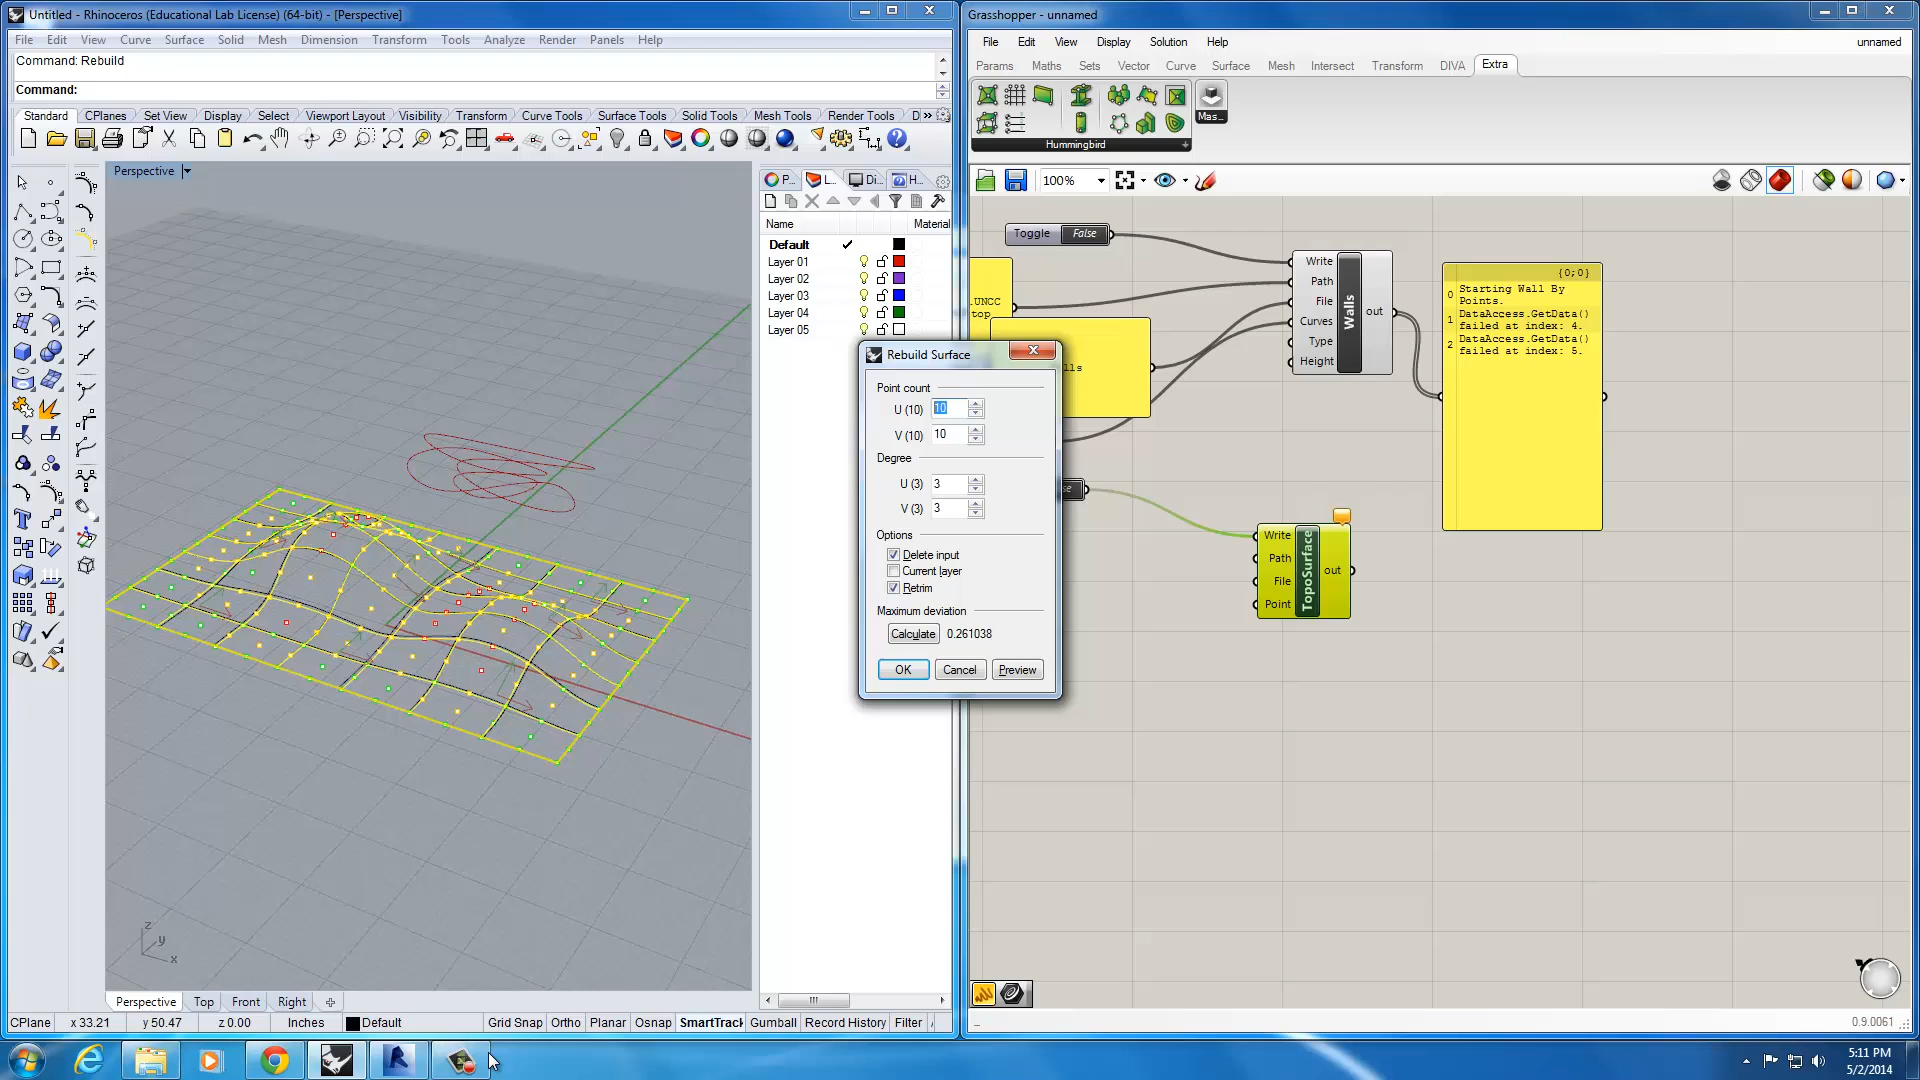 Untitled - Rhinoceros (Educational Lab License) (64-bit) - [Perspective]
File Edit View Curve Surface Solid Mesh Dimension Transform Tools Analyze Render Panels Help
Command: Rebuild
Command:
Standard CPlanes Set View Display Select Viewport Layout Visibility Transform Curve Tools Surface Tools Solid Tools Mesh Tools Render Tools D »
Perspective
P... L... Di... H...
Name Material
Default
Layer 01
Layer 02
Layer 03
Layer 04
Layer 05
z
y
x
Rebuild Surface
Point count
U (10) 10
V (10) 10
Degree
U (3) 3
V (3) 3
Options
Delete input
Current layer
Retrim
Maximum deviation
Calculate 0.261038
OK Cancel Preview
Perspective Top Front Right
CPlane x 33.21 y 50.47 z 0.00 Inches Default Grid Snap Ortho Planar Osnap SmartTrack Gumball Record History Filter
Grasshopper - unnamed
File Edit View Display Solution Help unnamed
Params Maths Sets Vector Curve Surface Mesh Intersect Transform DIVA Extra
Mas...
Hummingbird
100%
Toggle False
.UNCC
top
lls
se
Write
Path
File
Curves
Type
Height
Walls
out
{0;0}
0 Starting Wall By
Points.
1 DataAccess.GetData()
failed at index: 4.
2 DataAccess.GetData()
failed at index: 5.
Write
Path
File
Point
TopoSurface
out
0.9.0061
5:11 PM
5/2/2014